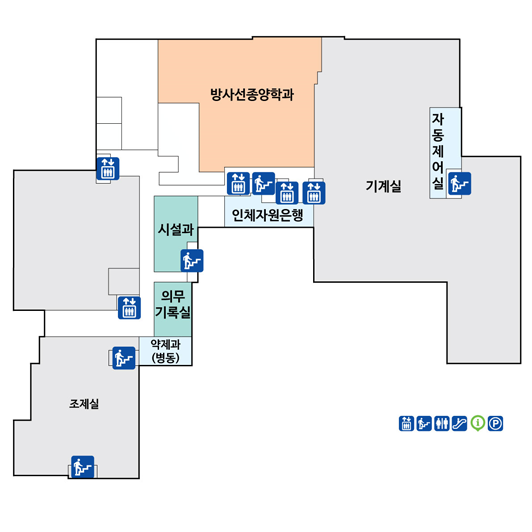 방사선종양학과
자동제어실
기계실
인체자원은행
시설과
의무
기록실
약제과
(병동)
조제실
i
P